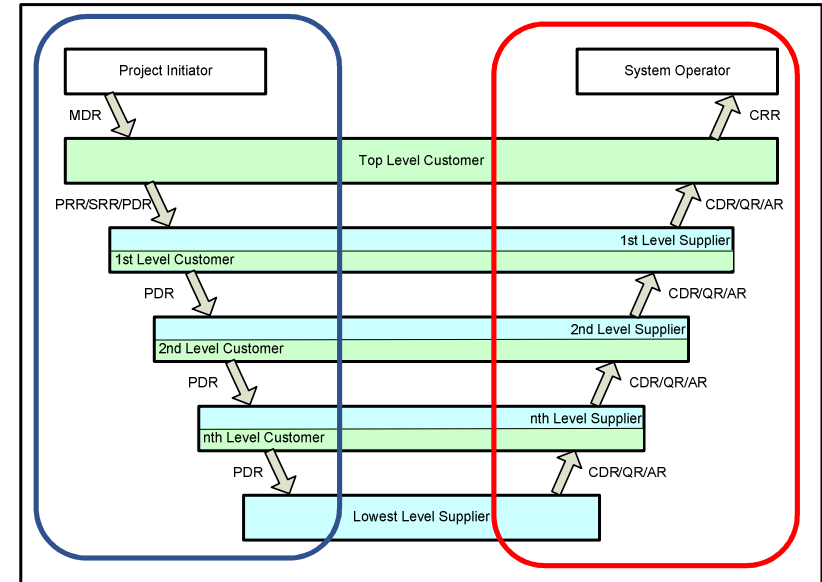 Project Initiator
System Operator
MDR
CRR
Top Level Customer
PRR/SRR/PDR
CDR/QR/AR
1st Level Supplier
1st Level Customer
PDR
CDR/QR/AR
2nd Level Supplier
2nd Level Customer
PDR
CDR/QR/AR
nth Level Supplier
nth Level Customer
PDR
CDR/QR/AR
Lowest Level Supplier